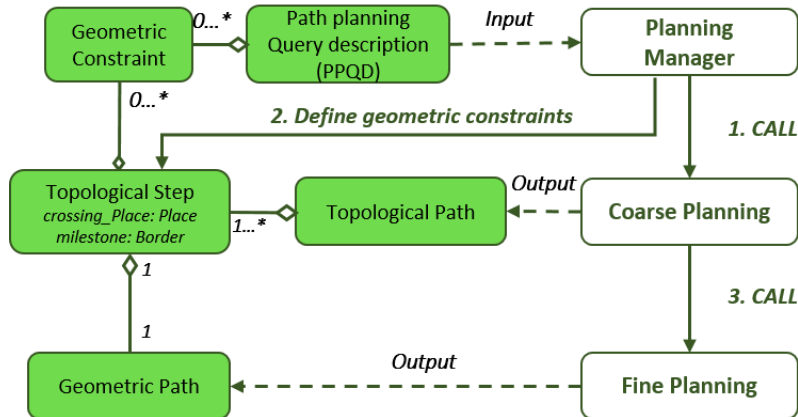 Geometric
Constraint
0...*
Path planning
Query description
(PPQD)
Input
Planning
Manager
0...*
2. Define geometric constraints
1. CALL
Topological Step
crossing_Place: Place
milestone: Border
1...*
Topological Path
Output
Coarse Planning
1
3. CALL
1
Geometric Path
Output
Fine Planning